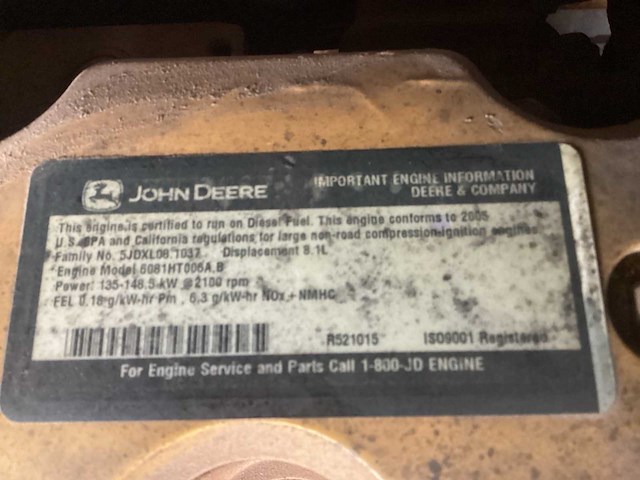 JOHN DEERE
IMPORTANT ENGINE INFORMATION
DEERE & COMPANY
This engine is certified to run on Diesel Fuel. This engine conforms to 2005
U.S. EPA and California regulations for large non-road compression-ignition engines
Family No. 5JDXL08.1037 Displacement 8.1L
Engine Model 6081HT006A,B
Power: 135-148.5 kW @ 2100 rpm
FEL 0.18 g/kW-hr Pm , 6.3 g/kW-hr NOx + NMHC
R521015 ISO9001 Registered
For Engine Service and Parts Call 1-800-JD ENGINE